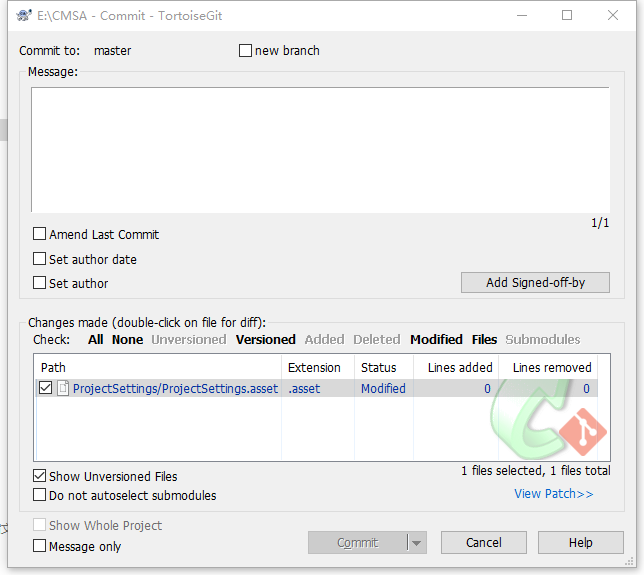 E:\CMSA - Commit - TortoiseGit
Commit to: master new branch
Message:
1/1
Amend Last Commit
Set author date
Set author Add Signed-off-by
Changes made (double-click on file for diff):
Check: All None Unversioned Versioned Added Deleted Modified Files Submodules
Path Extension Status Lines added Lines removed
ProjectSettings/ProjectSettings.asset .asset Modified 0 0
Show Unversioned Files 1 files selected, 1 files total
Do not autoselect submodules View Patch>>
Show Whole Project
Message only Commit Cancel Help